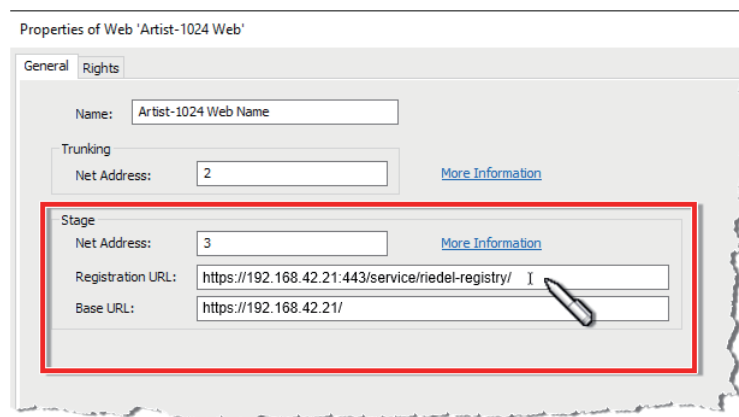 Properties of Web 'Artist-1024 Web'
General Rights
Name: Artist-1024 Web Name
Trunking
Net Address: 2 More Information
Stage
Net Address: 3 More Information
Registration URL: https://192.168.42.21:443/service/riedel-registry/
Base URL: https://192.168.42.21/